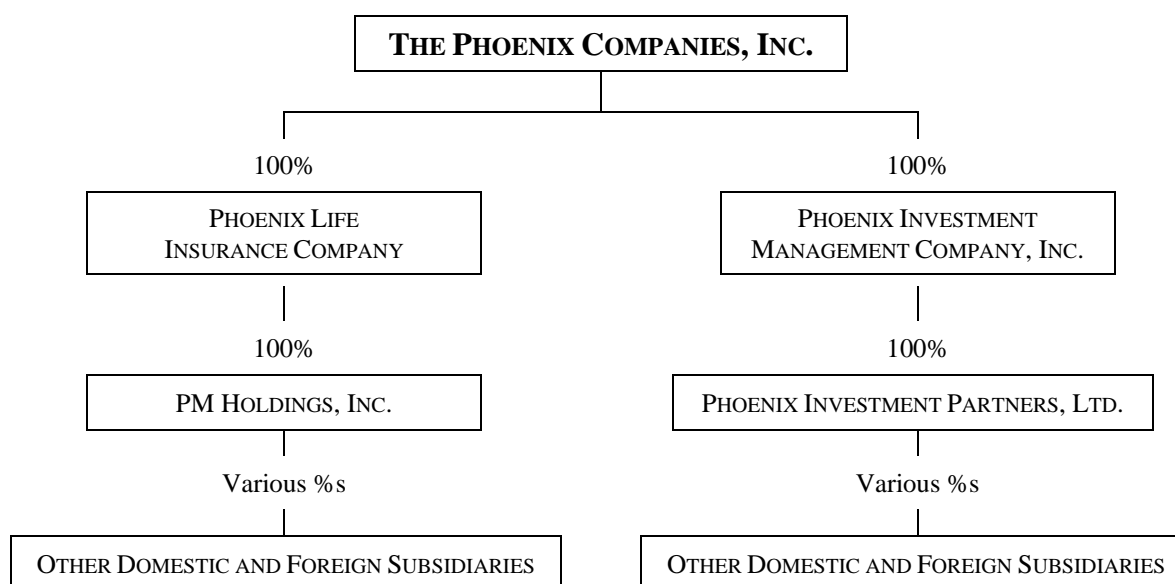 THE PHOENIX COMPANIES, INC.
100%
100%
PHOENIX LIFE
INSURANCE COMPANY
PHOENIX INVESTMENT
MANAGEMENT COMPANY, INC.
100%
100%
PM HOLDINGS, INC.
PHOENIX INVESTMENT PARTNERS, LTD.
Various %s
Various %s
OTHER DOMESTIC AND FOREIGN SUBSIDIARIES
OTHER DOMESTIC AND FOREIGN SUBSIDIARIES